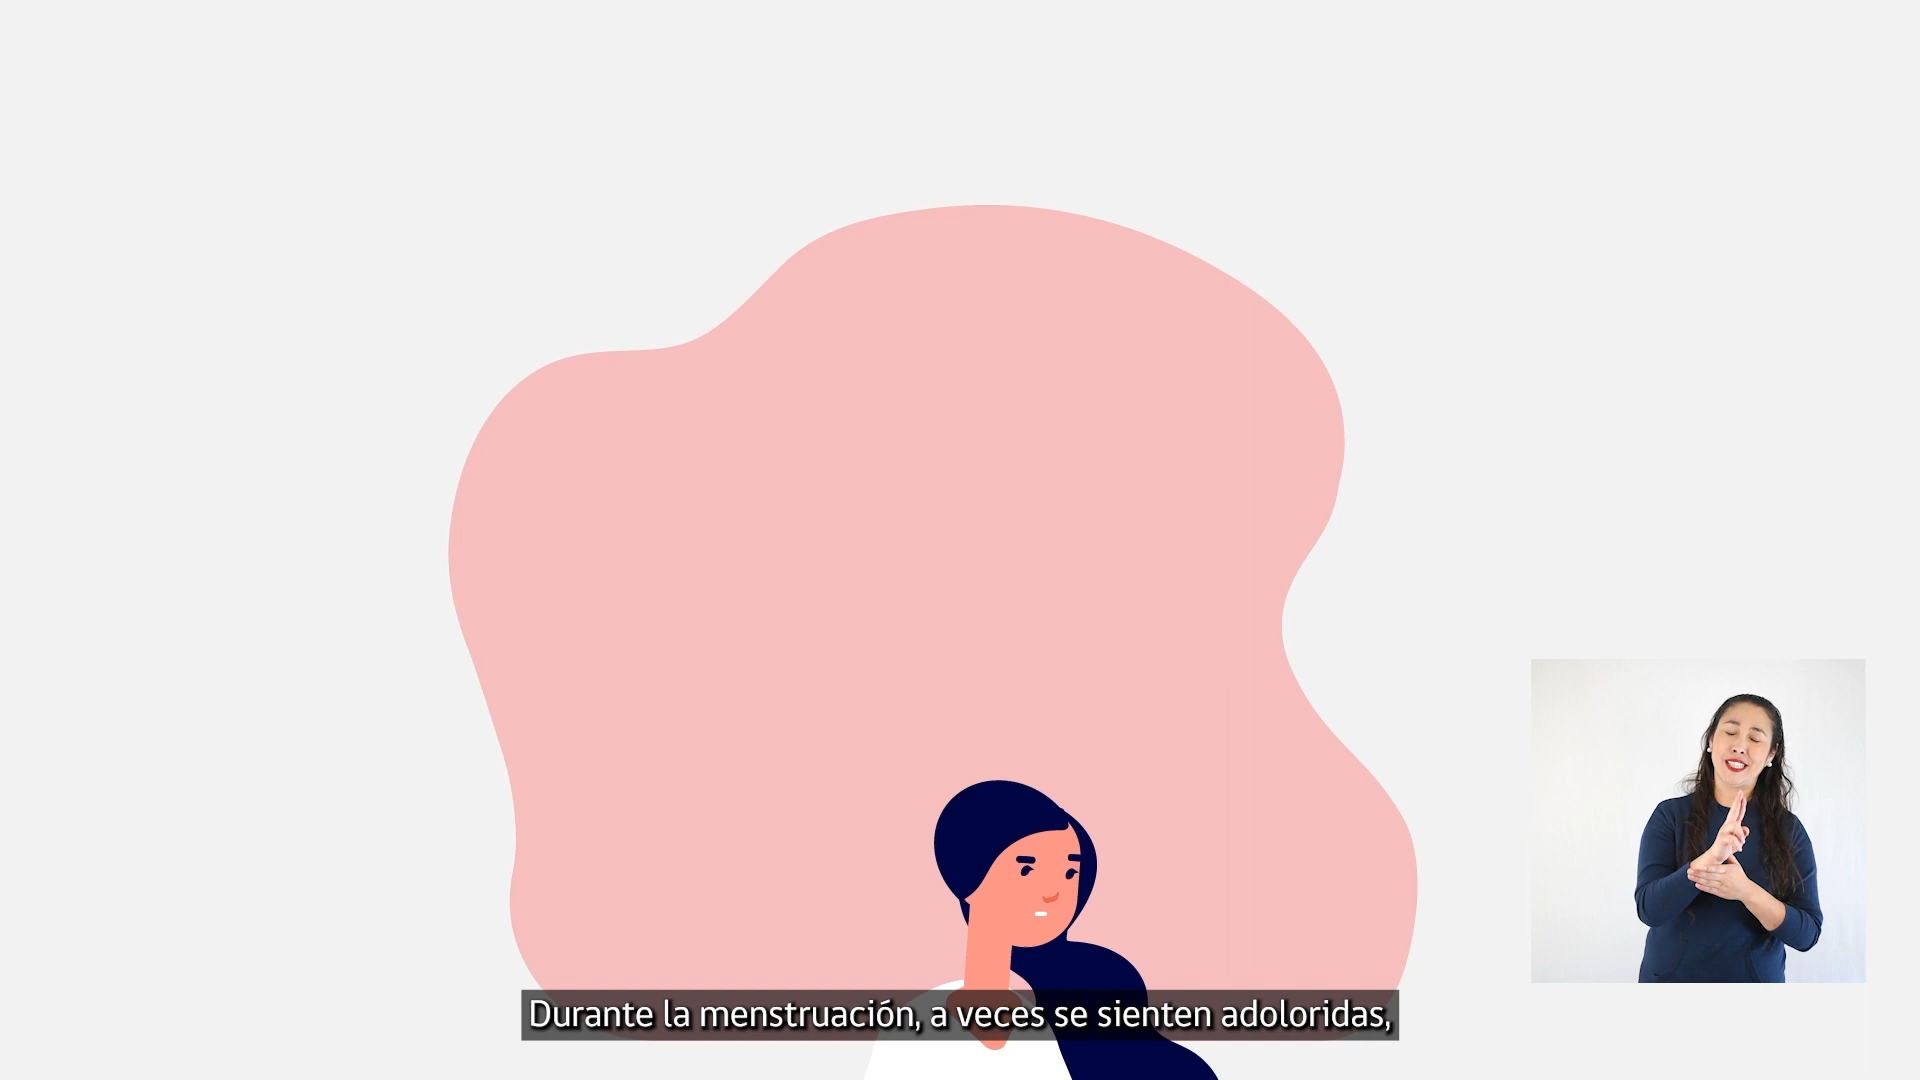 Durante la menstruación, a veces se sienten adoloridas,